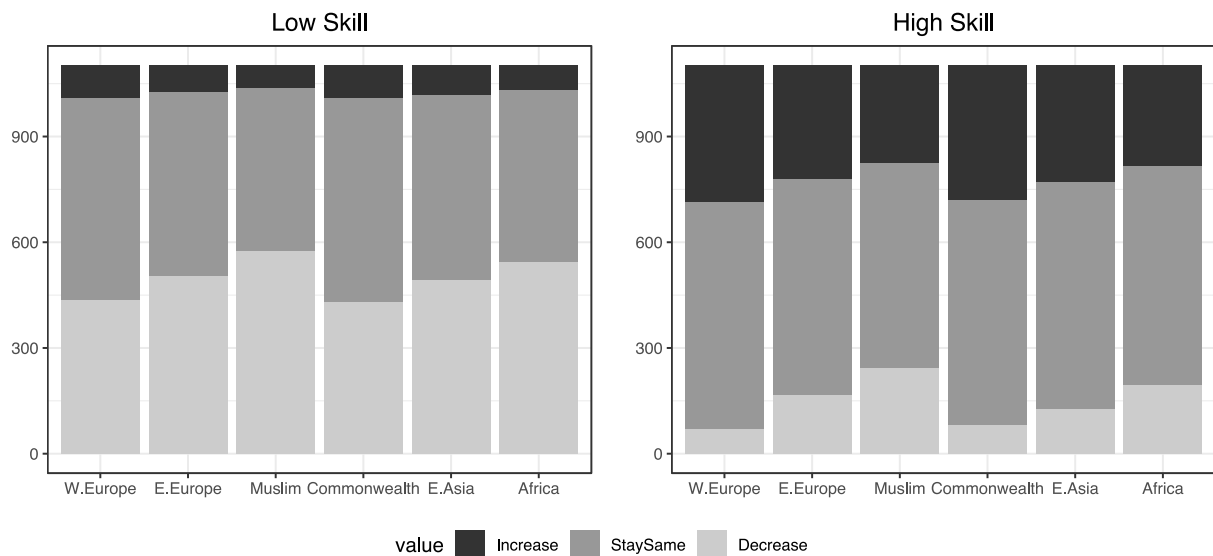 Low Skill
High Skill
900
600
300
0
W.Europe E.Europe Muslim Commonwealth E.Asia Africa
900
600
300
0
W.Europe E.Europe Muslim Commonwealth E.Asia Africa
value Increase StaySame Decrease